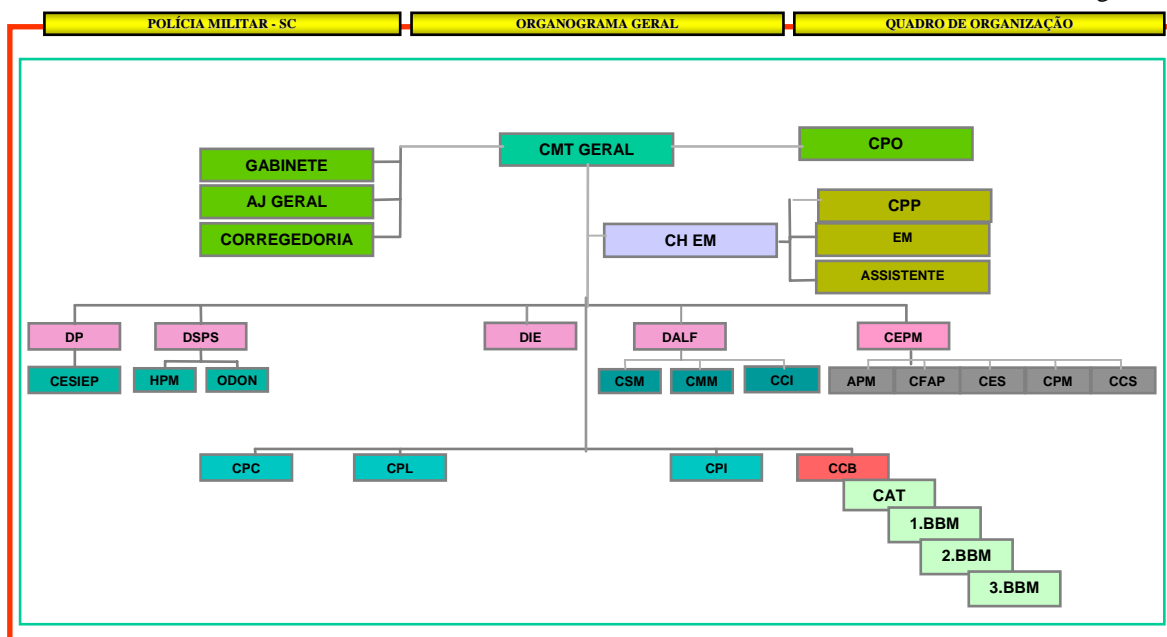 POLÍCIA MILITAR - SC
ORGANOGRAMA GERAL
QUADRO DE ORGANIZAÇÃO
CMT GERAL
CPO
GABINETE
AJ GERAL
CORREGEDORIA
CH EM
CPP
EM
ASSISTENTE
DP
DSPS
DIE
DALF
CEPM
CESIEP
HPM
ODON
CSM
CMM
CCI
APM
CFAP
CES
CPM
CCS
CPC
CPL
CPI
CCB
CAT
1.BBM
2.BBM
3.BBM